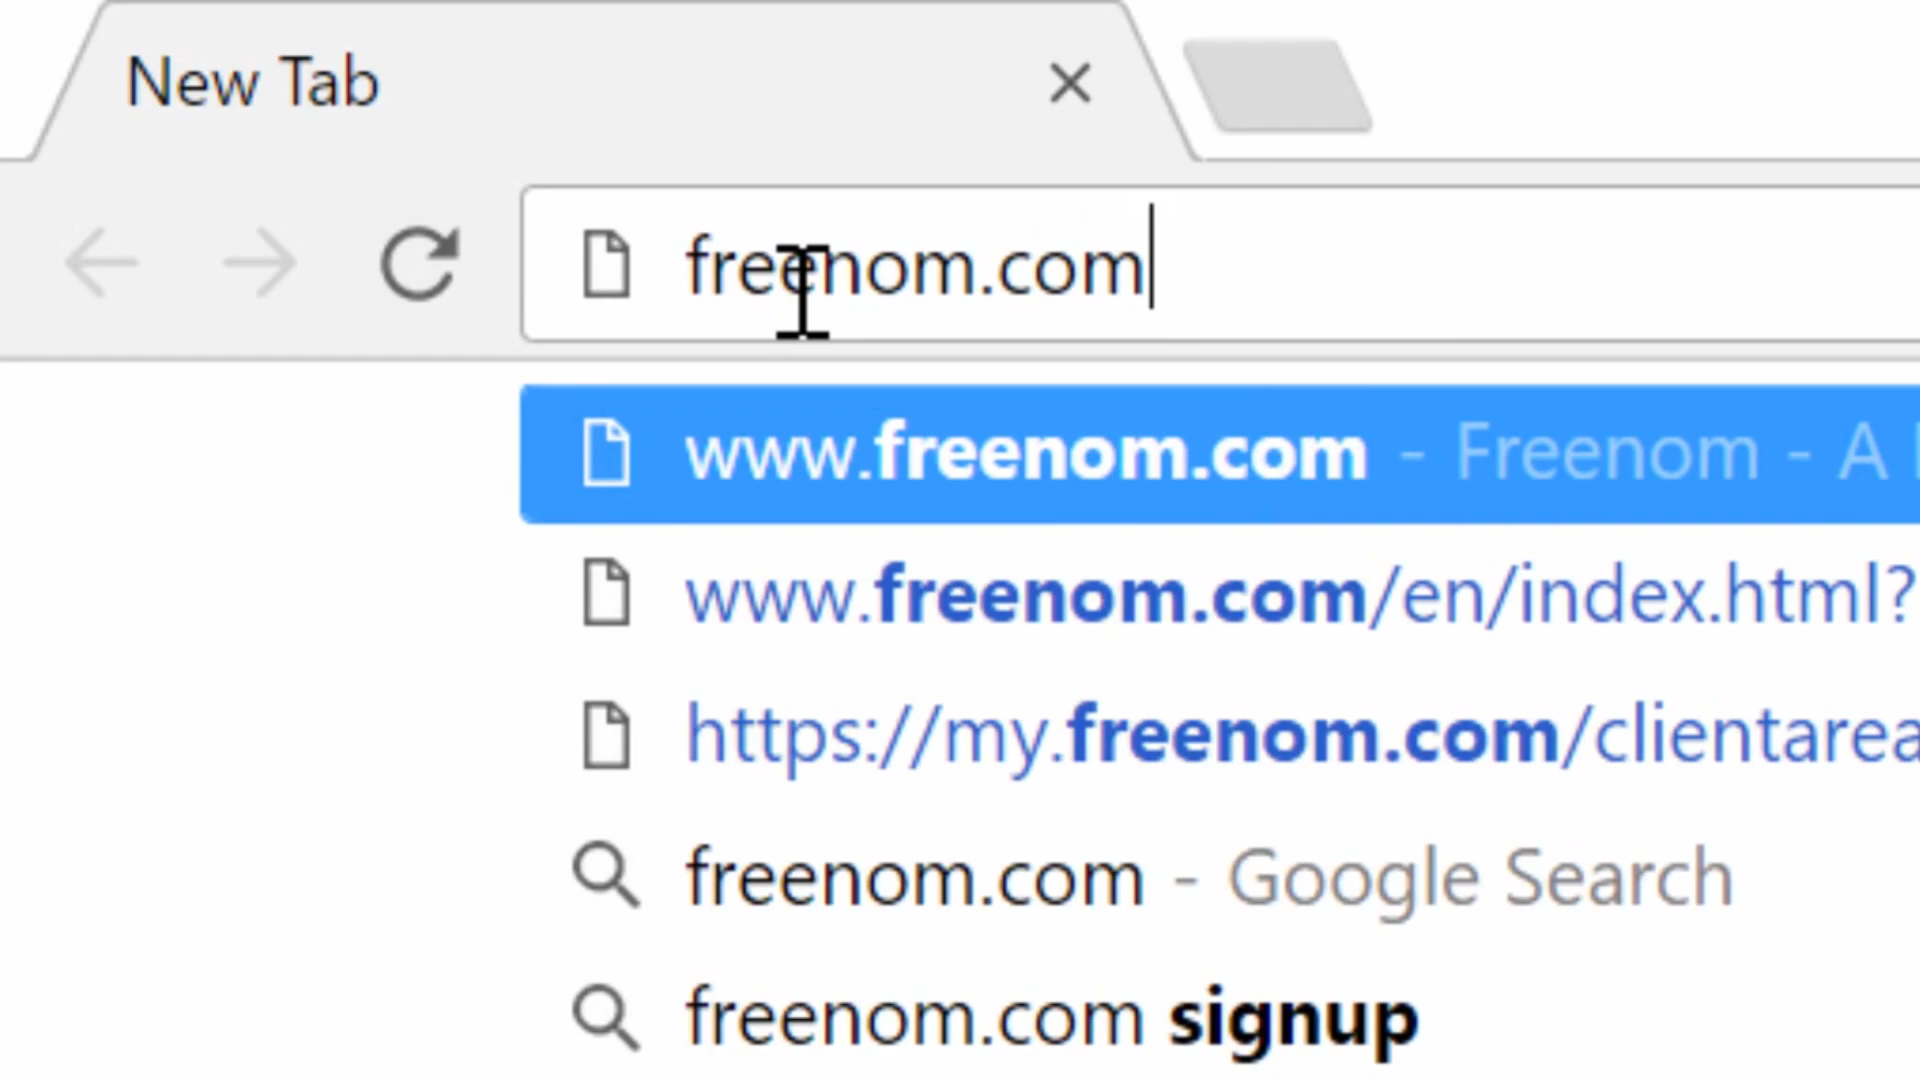 New Tab
freenom.com
www.freenom.com - Freenom - A
www.freenom.com/en/index.html?
https://my.freenom.com/clientarea
freenom.com - Google Search
freenom.com signup